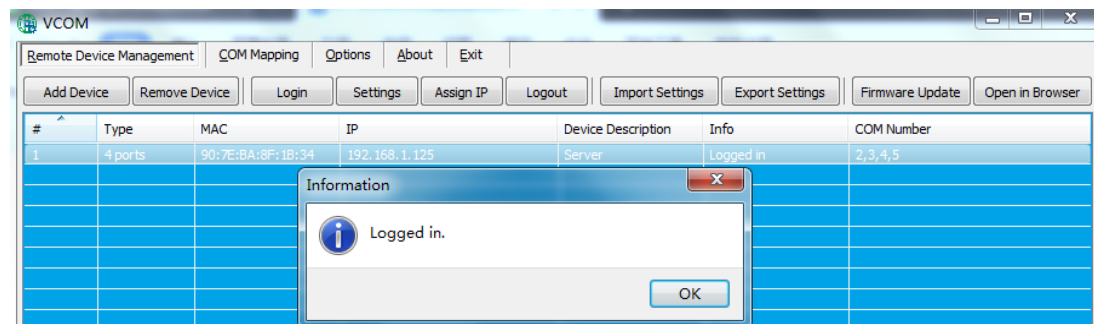 VCOM
Remote Device Management COM Mapping Options About Exit
Add Device Remove Device Login Settings Assign IP Logout Import Settings Export Settings Firmware Update Open in Browser
# Type MAC IP Device Description Info COM Number
1 4 ports 90:7E:BA:8F:1B:34 192.168.1.125 Server Logged in 2,3,4,5
Information
Logged in.
OK